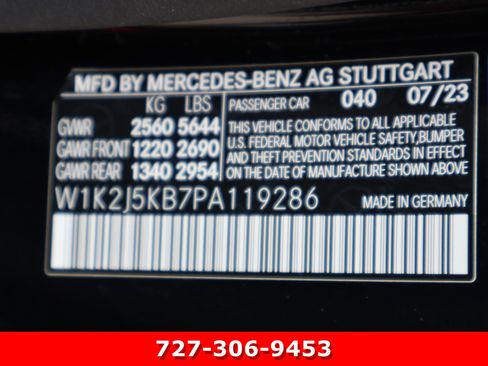 MFD BY MERCEDES-BENZ AG STUTTGART
KG LBS
GVWR 2560 5644
GAWR FRONT 1220 2690
GAWR REAR 1340 2954
PASSENGER CAR 040 07/23
THIS VEHICLE CONFORMS TO ALL APPLICABLE
U.S. FEDERAL MOTOR VEHICLE SAFETY, BUMPER
AND THEFT PREVENTION STANDARDS IN EFFECT
ON THE DATE OF MANUFACTURE SHOWN ABOVE
W1K2J5KB7PA119286 MADE IN GERMANY
727-306-9453